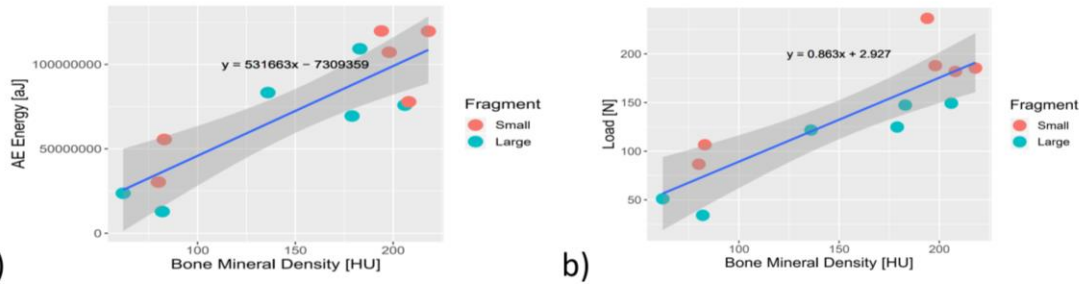 AE Energy [aJ]
100000000
50000000
0
y = 531663x − 7309359
100
150
200
Bone Mineral Density [HU]
Fragment
Small
Large
)
b)
Load [N]
200
150
100
50
y = 0.863x + 2.927
100
150
200
Bone Mineral Density [HU]
Fragment
Small
Large